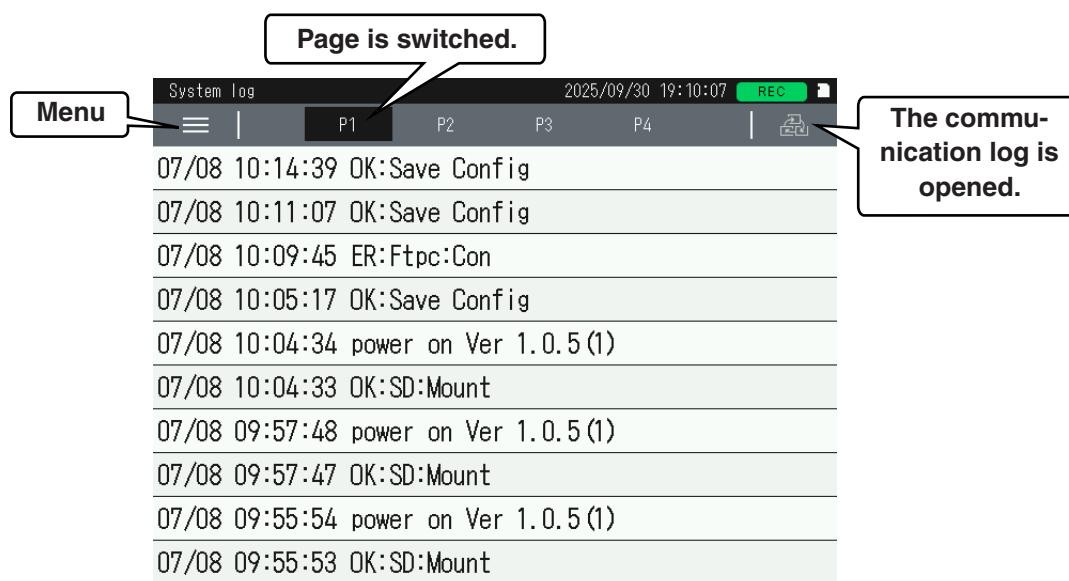 Page is switched.
Menu
System log 2025/09/30 19:10:07 REC
P1 P2 P3 P4
The commu-
nication log is
opened.
07/08 10:14:39 OK:Save Config
07/08 10:11:07 OK:Save Config
07/08 10:09:45 ER:Ftpc:Con
07/08 10:05:17 OK:Save Config
07/08 10:04:34 power on Ver 1.0.5(1)
07/08 10:04:33 OK:SD:Mount
07/08 09:57:48 power on Ver 1.0.5(1)
07/08 09:57:47 OK:SD:Mount
07/08 09:55:54 power on Ver 1.0.5(1)
07/08 09:55:53 OK:SD:Mount